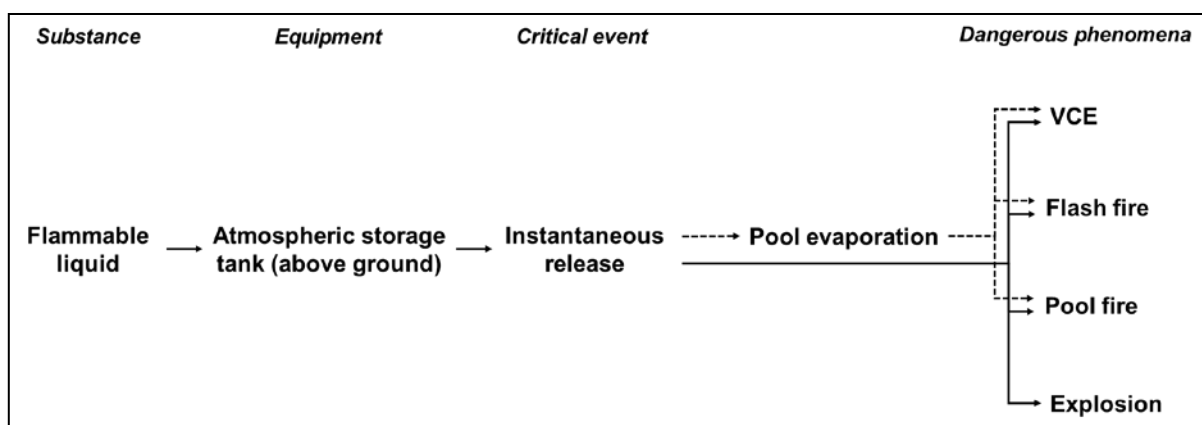 Substance
Equipment
Critical event
Dangerous phenomena
VCE
Flash fire
Flammable
liquid
Atmospheric storage
tank (above ground)
Instantaneous
release
Pool evaporation
Pool fire
Explosion